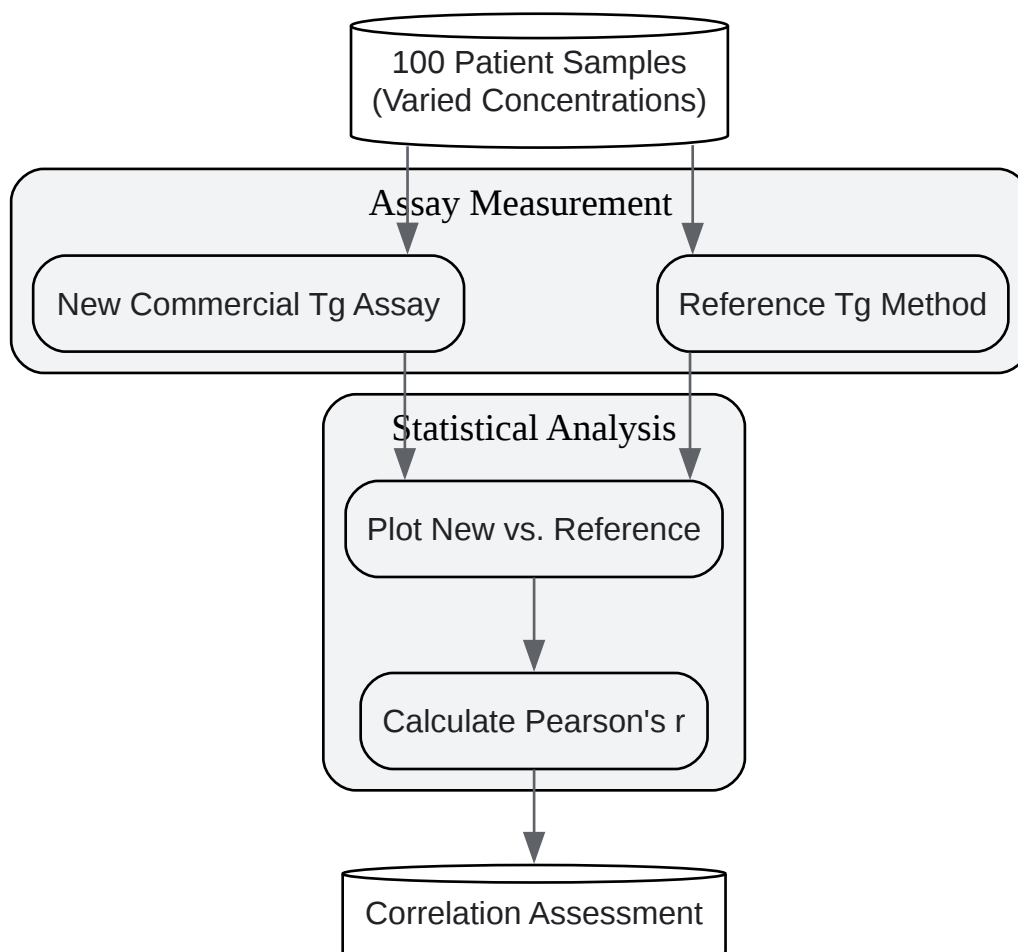 100 Patient Samples
(Varied Concentrations)
Assay Measurement
New Commercial Tg Assay
Reference Tg Method
Statistical Analysis
Plot New vs. Reference
Calculate Pearson's r
Correlation Assessment